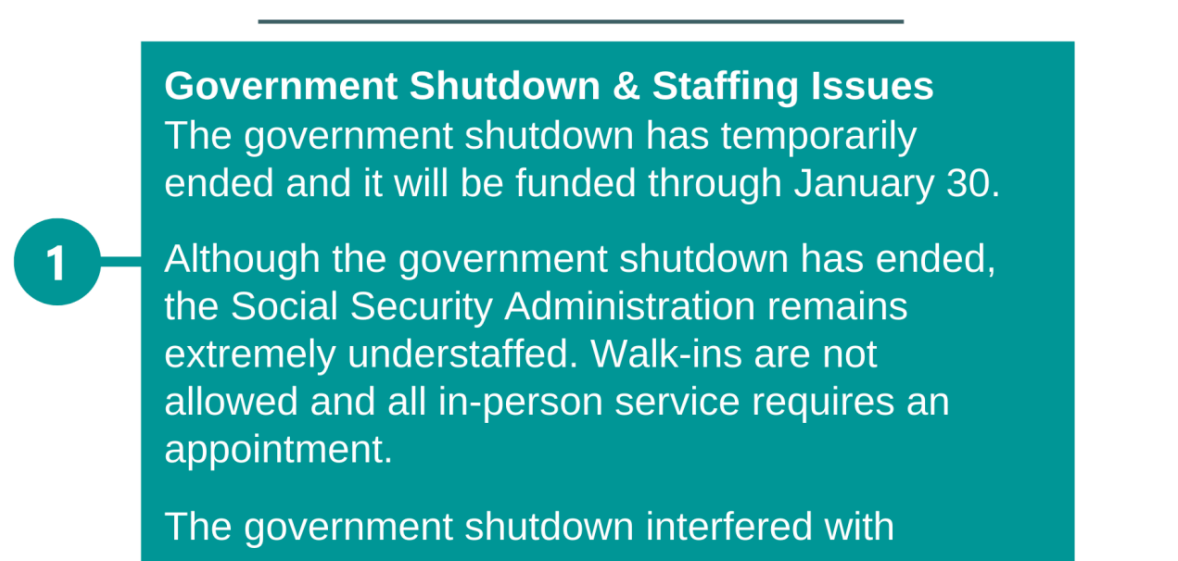 Government Shutdown & Staffing Issues
The government shutdown has temporarily
ended and it will be funded through January 30.
1
Although the government shutdown has ended,
the Social Security Administration remains
extremely understaffed. Walk-ins are not
allowed and all in-person service requires an
appointment.
The government shutdown interfered with